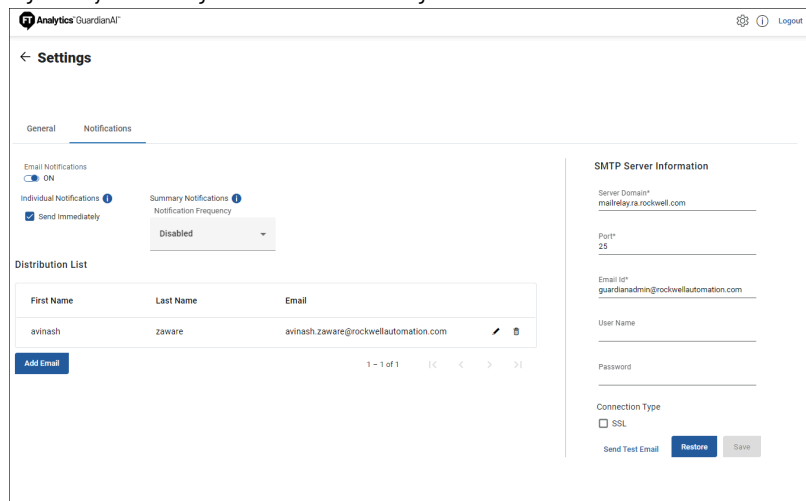 FT Analytics GuardianAI
Logout
← Settings
General Notifications
Email Notifications
ON
Individual Notifications Summary Notifications
Send Immediately
Notification Frequency
Disabled
Distribution List
First Name Last Name Email
avinash zaware avinash.zaware@rockwellautomation.com
Add Email
1 – 1 of 1
SMTP Server Information
Server Domain*
mailrelay.ra.rockwell.com
Port*
25
Email Id*
guardianadmin@rockwellautomation.com
User Name
Password
Connection Type
SSL
Send Test Email Restore Save